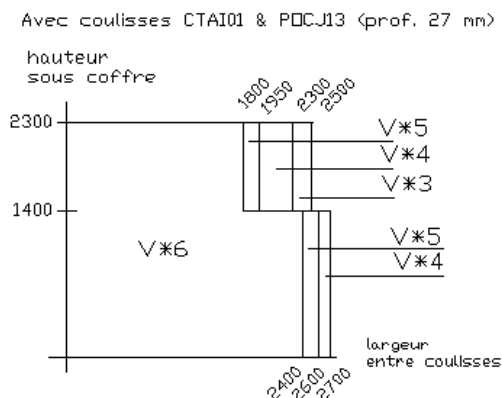 Avec coulisses CTAI01 & POCJ13 (prof. 27 mm)
hauteur
sous coffre
1800
1950
2300
2500
2300
V*5
V*4
V*3
1400
V*6
V*5
V*4
largeur
entre coulisses
2400
2600
2700